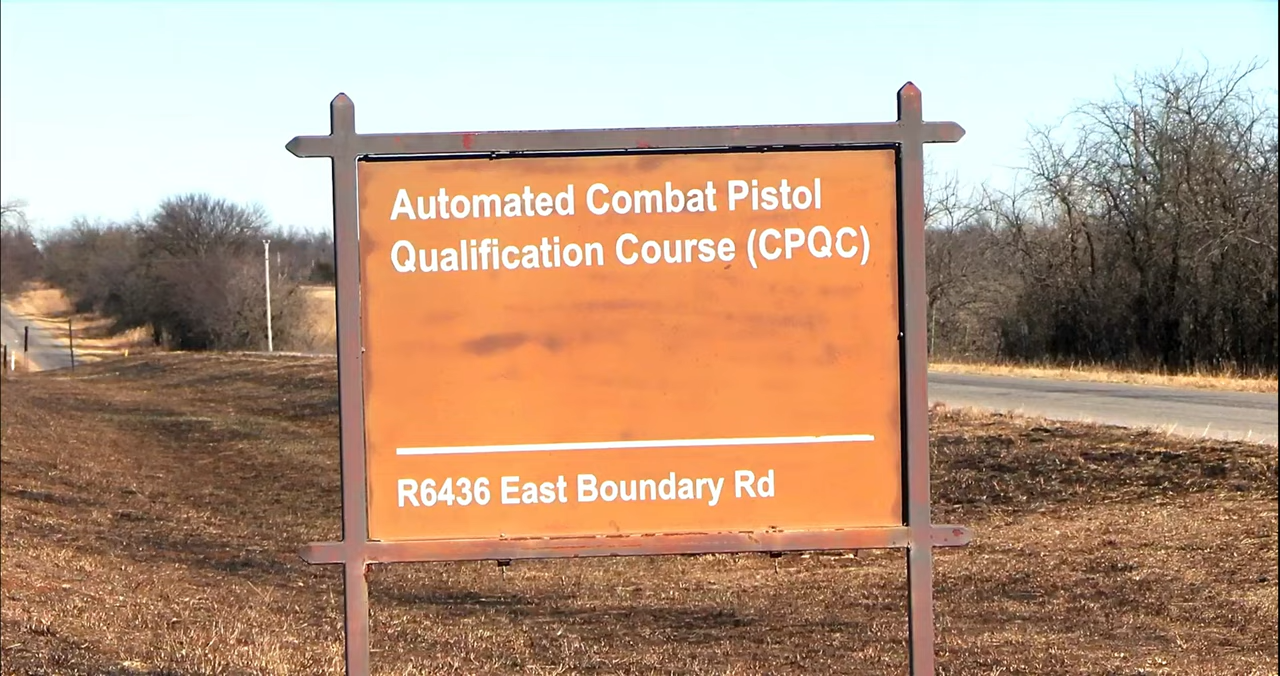 Automated Combat Pistol
Qualification Course (CPQC)
R6436 East Boundary Rd